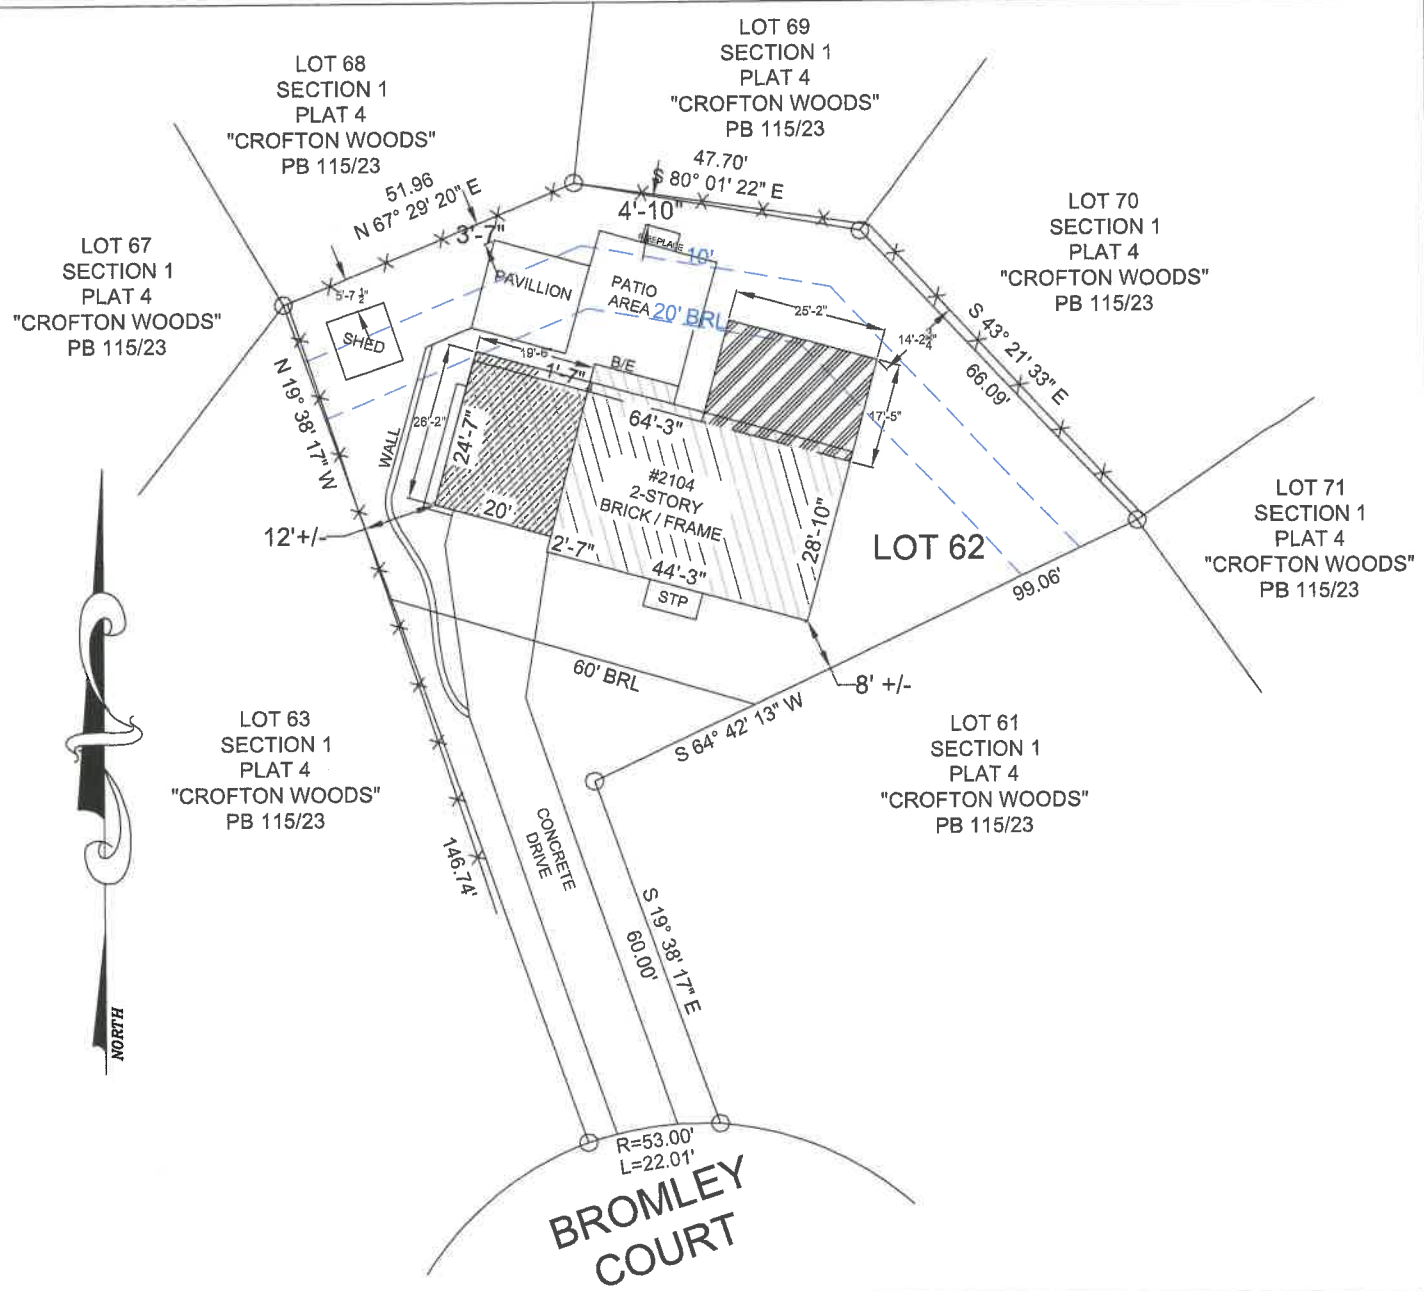 LOT 69
SECTION 1
PLAT 4
"CROFTON WOODS"
PB 115/23
LOT 68
SECTION 1
PLAT 4
"CROFTON WOODS"
PB 115/23
47.70'
S 80° 01' 22" E
51.96
N 67° 29' 20" E
LOT 70
SECTION 1
PLAT 4
"CROFTON WOODS"
PB 115/23
LOT 67
SECTION 1
PLAT 4
"CROFTON WOODS"
PB 115/23
4'-10"
3'-7"
PLACE
10'
PAVILLION
PATIO
AREA
20' BRL
5'-7 ½"
SHED
25'-2"
14'-2¾"
S 43° 21' 33" E
66.09'
N 19° 38' 17" W
19'-6"
B/E
1'-7"
26'-2"
24'-7"
WALL
64'-3"
17'-5"
#2104
2-STORY
BRICK / FRAME
28'-10"
20'
2'-7"
44'-3"
STP
12'+/-
LOT 62
99.06'
LOT 71
SECTION 1
PLAT 4
"CROFTON WOODS"
PB 115/23
60' BRL
8' +/-
S 64° 42' 13" W
LOT 63
SECTION 1
PLAT 4
"CROFTON WOODS"
PB 115/23
LOT 61
SECTION 1
PLAT 4
"CROFTON WOODS"
PB 115/23
146.74'
CONCRETE
DRIVE
S 19° 38' 17" E
60.00'
NORTH
R=53.00'
L=22.01'
BROMLEY
COURT